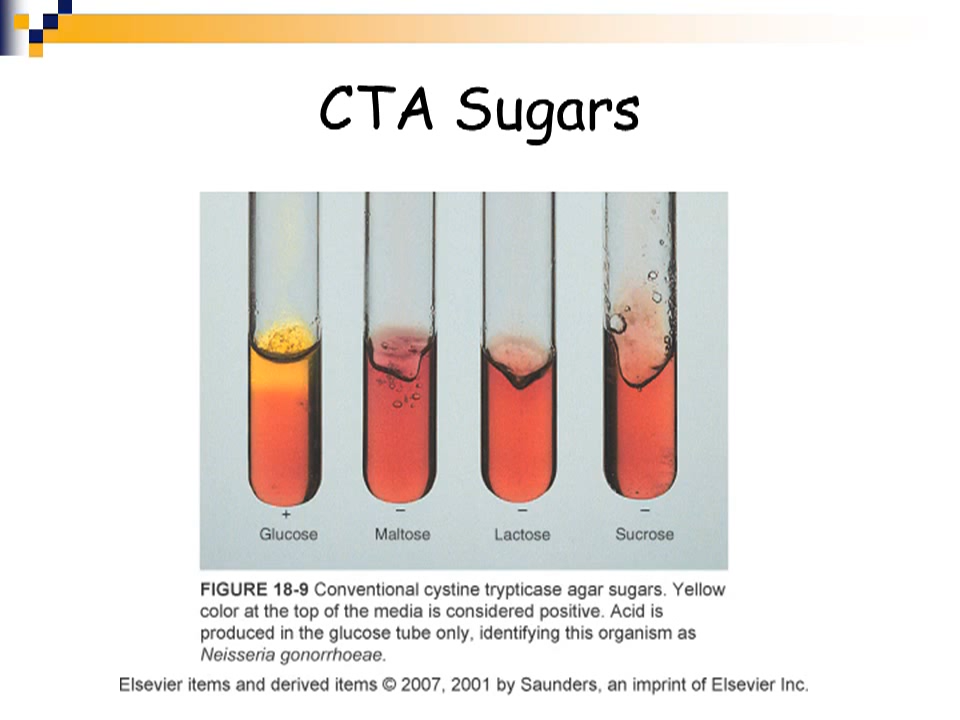 CTA Sugars
+ − − −
Glucose Maltose Lactose Sucrose
FIGURE 18-9 Conventional cystine trypticase agar sugars. Yellow
color at the top of the media is considered positive. Acid is
produced in the glucose tube only, identifying this organism as
Neisseria gonorrhoeae.
Elsevier items and derived items © 2007, 2001 by Saunders, an imprint of Elsevier Inc.